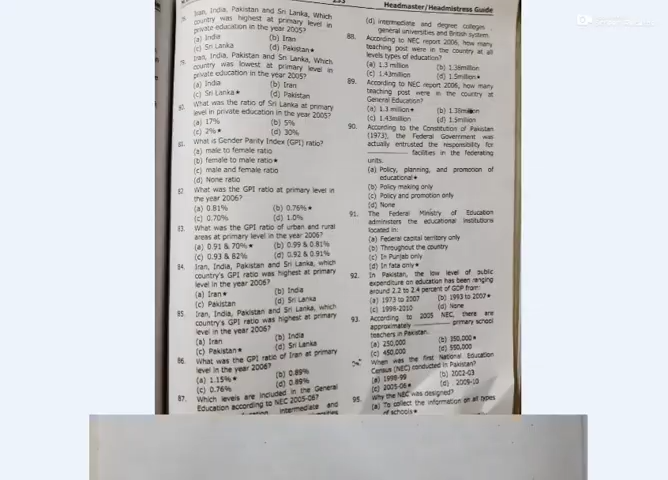 Headmaster/Headmistress Guide
Iran, India, Pakistan and Sri Lanka, Which
country was highest at primary level in
private education in the year 2005?
(a) India (b) Iran
(c) Sri Lanka (d) Pakistan★
79. Iran, India, Pakistan and Sri Lanka, Which
country was lowest at primary level in
private education in the year 2005?
(a) India (b) Iran
(c) Sri Lanka★ (d) Pakistan
80. What was the ratio of Sri Lanka at primary
level in private education in the year 2005?
(a) 17% (b) 5%
(c) 2%★ (d) 30%
What is Gender Parity Index (GPI) ratio?
(a) male to female ratio
(b) female to male ratio★
(c) male and female ratio
(d) None ratio
82. What was the GPI ratio at primary level in
the year 2006?
(a) 0.81% (b) 0.76%★
(c) 0.70% (d) 1.0%
83. What was the GPI ratio of urban and rural
areas at primary level in the year 2006?
(a) 0.91 & 70%★ (b) 0.99 & 0.81%
(c) 0.93 & 82% (d) 0.92 & 0.91%
84. Iran, India, Pakistan and Sri Lanka, which
country's GPI ratio was highest at primary
level in the year 2006?
(a) Iran★ (b) India
(c) Pakistan (d) Sri Lanka
85. Iran, India, Pakistan and Sri Lanka, which
country's GPI ratio was highest at primary
level in the year 2006?
(a) Iran (b) India
(c) Pakistan★ (d) Sri Lanka
86. What was the GPI ratio of Iran at primary
level in the year 2006?
(a) 1.15%★ (b) 0.89%
(c) 0.76% (d) 0.89%
87. Which levels are included in the General
Education according to NEC 2005-06?
intermediate and
(d) intermediate and degree colleges
general universities and British system.
88. According to NEC report 2006, how many
teaching post were in the country at all
levels types of education?
(a) 1.3 million (b) 1.36million
(c) 1.43million (d) 1.5million★
89. According to NEC report 2006, how many
teaching post were in the country at
General Education?
(a) 1.3 million★ (b) 1.36million
(c) 1.43million (d) 1.5million
90. According to the Constitution of Pakistan
(1973), the Federal Government was
actually entrusted the responsibility for
________ facilities in the federating
units.
(a) Policy, planning, and promotion of
educational★
(b) Policy making only
(c) Policy and promotion only
(d) None
91. The Federal Ministry of Education
administers the educational institutions
located in:
(a) Federal capital territory only
(b) Throughout the country
(c) In Punjab only
(d) In fata only★
92. In Pakistan, the low level of public
expenditure on education has been ranging
around 2.2 to 2.4 percent of GDP from:
(a) 1973 to 2007 (b) 1993 to 2007★
(c) 1999-2010 (d) None
93. According to 2005 NEC, there are
approximately ________ primary school
teachers in Pakistan.
(a) 250,000 (b) 350,000★
(c) 450,000 (d) 550,000
When was the first National Education
Census (NEC) conducted in Pakistan?
(a) 1998-99 (b) 2002-03
(c) 2005-06★ (d) 2009-10
95. Why the NEC was designed?
(a) To collect the information on all types
of schools★